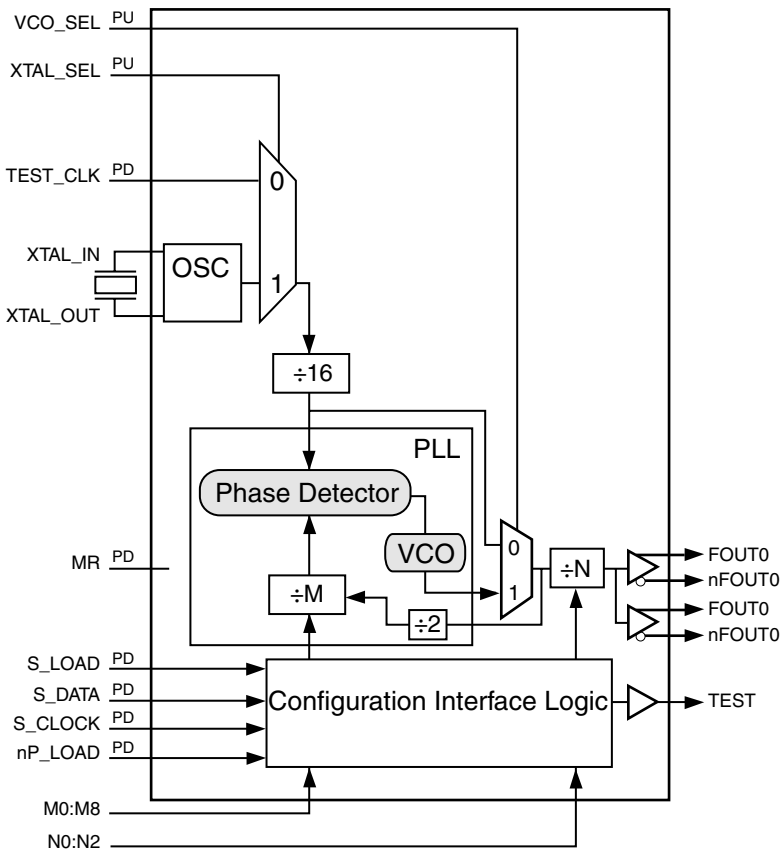 VCO_SEL PU
XTAL_SEL PU
TEST_CLK PD
0
XTAL_IN
OSC
1
XTAL_OUT
÷16
PLL
Phase Detector
VCO
0
1
÷N
FOUT0
nFOUT0
FOUT0
nFOUT0
MR PD
÷M
÷2
S_LOAD PD
S_DATA PD
S_CLOCK PD
nP_LOAD PD
Configuration Interface Logic
TEST
M0:M8
N0:N2